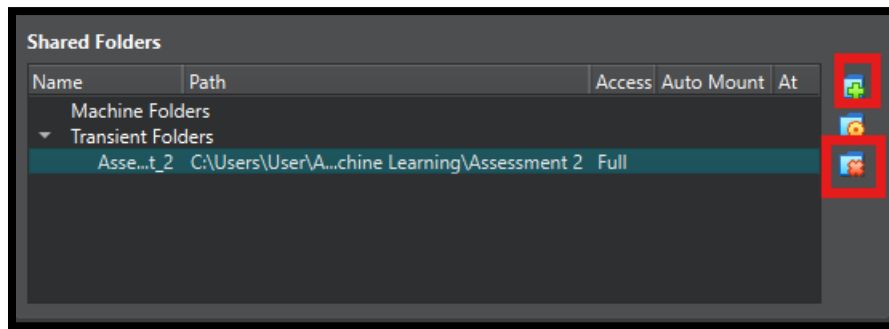 Shared Folders
Name Path Access Auto Mount At
Machine Folders
Transient Folders
Asse...t_2 C:\Users\User\A...chine Learning\Assessment 2 Full